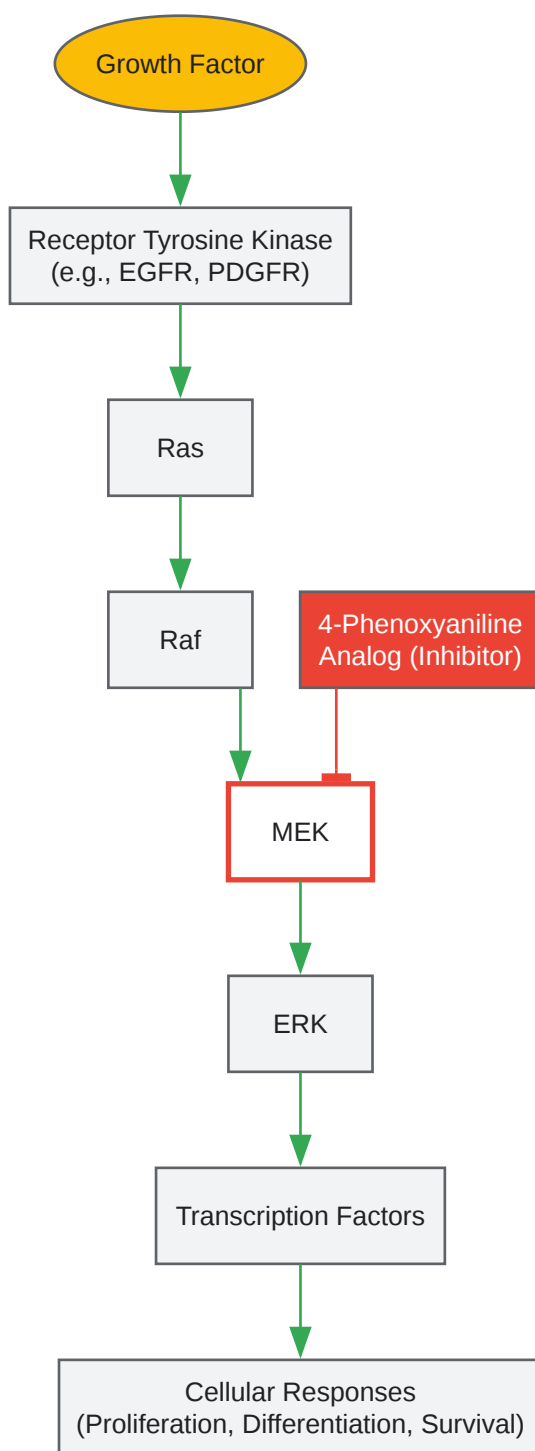 Growth Factor
Receptor Tyrosine Kinase
(e.g., EGFR, PDGFR)
Ras
Raf
4-Phenoxyaniline
Analog (Inhibitor)
MEK
ERK
Transcription Factors
Cellular Responses
(Proliferation, Differentiation, Survival)